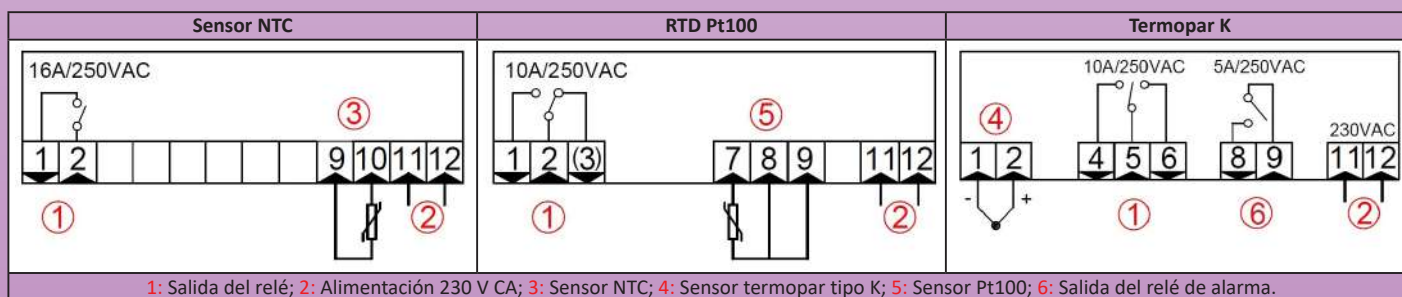 Sensor NTC
RTD Pt100
Termopar K
16A/250VAC
③
1 2 9 10 11 12
① ②
10A/250VAC
⑤
1 2 (3) 7 8 9 11 12
① ②
10A/250VAC 5A/250VAC
④
230VAC
1 2 4 5 6 8 9 11 12
- +
① ⑥ ②
1: Salida del relé; 2: Alimentación 230 V CA; 3: Sensor NTC; 4: Sensor termopar tipo K; 5: Sensor Pt100; 6: Salida del relé de alarma.